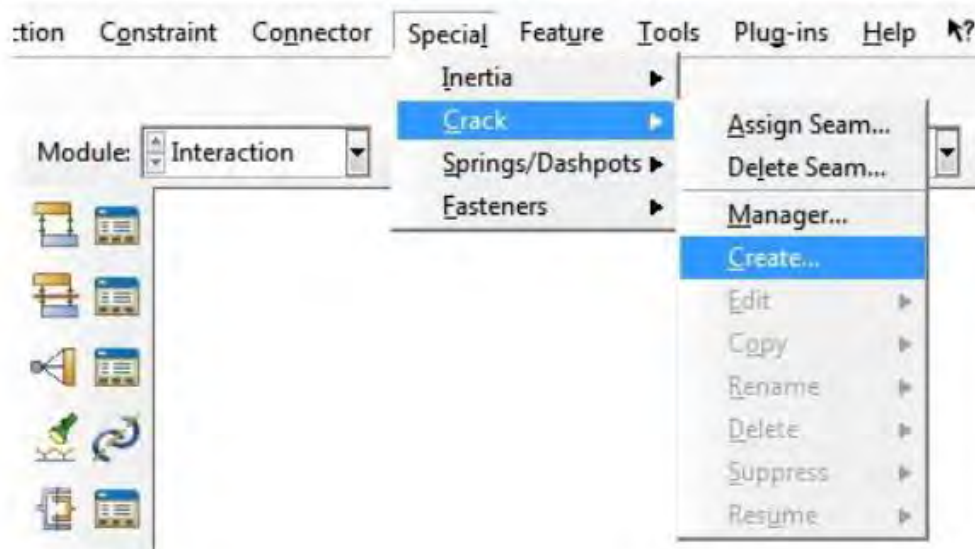 ction Constraint Connector Special Feature Tools Plug-ins Help
Inertia
Crack
Springs/Dashpots
Fasteners
Module: Interaction
Assign Seam...
Delete Seam...
Manager...
Create...
Edit
Copy
Rename
Delete
Suppress
Resume